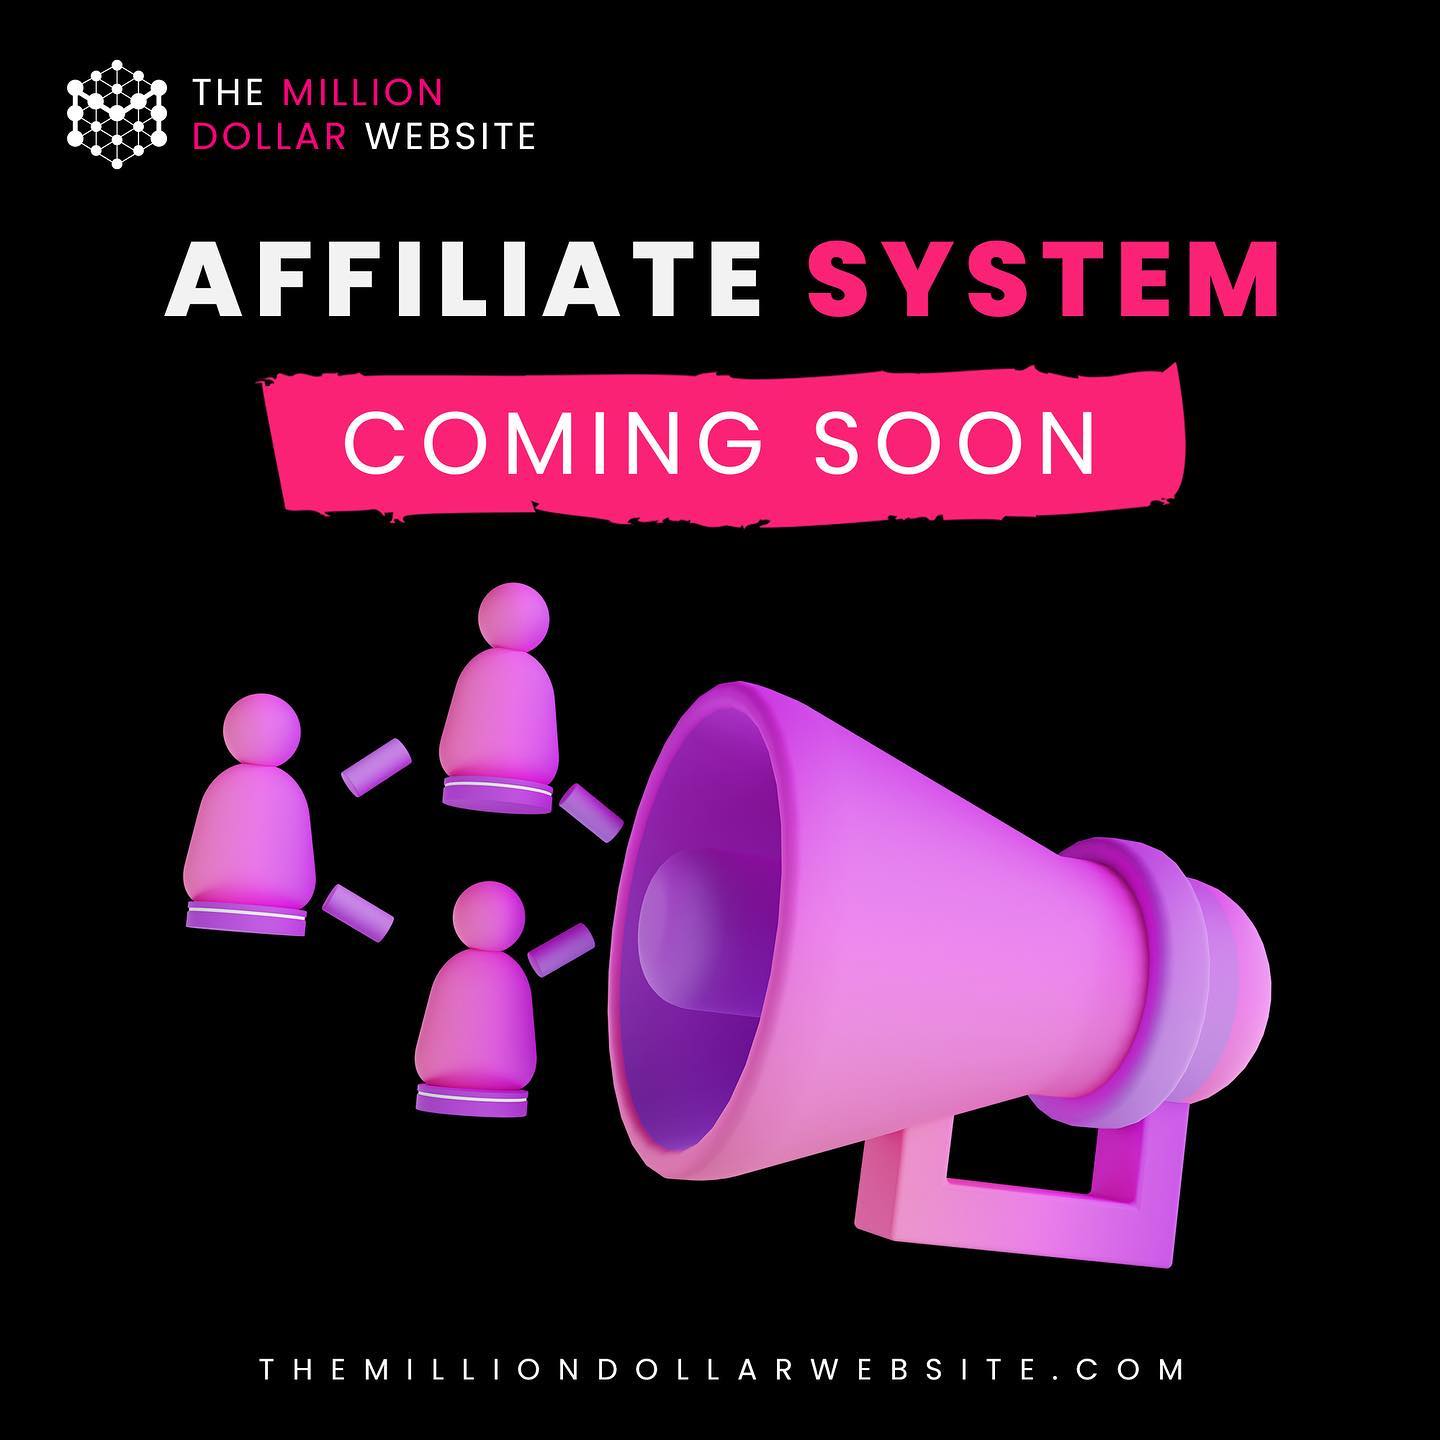 THE MILLION
DOLLAR WEBSITE
AFFILIATE SYSTEM
COMING SOON
THEMILLIONDOLLARWEBSITE.COM